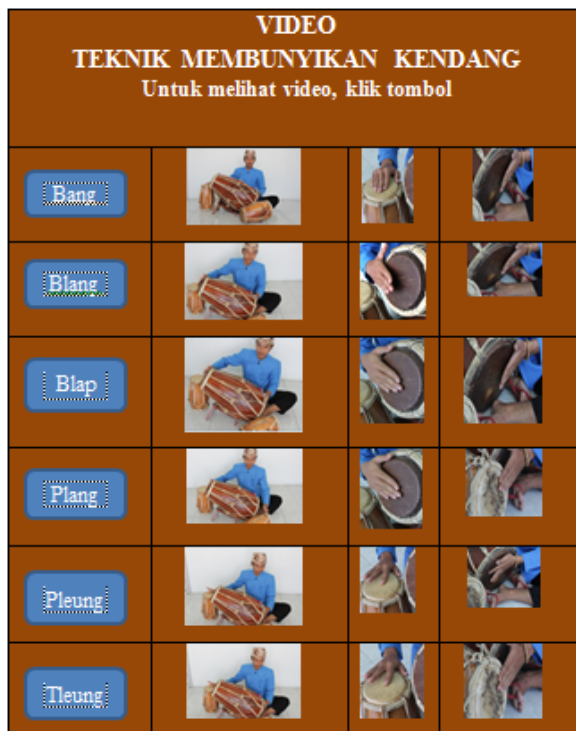 VIDEO
TEKNIK MEMBUNYIKAN KENDANG
Untuk melihat video, klik tombol
Bang
Blang
Blap
Plang
Pleung
Tleung